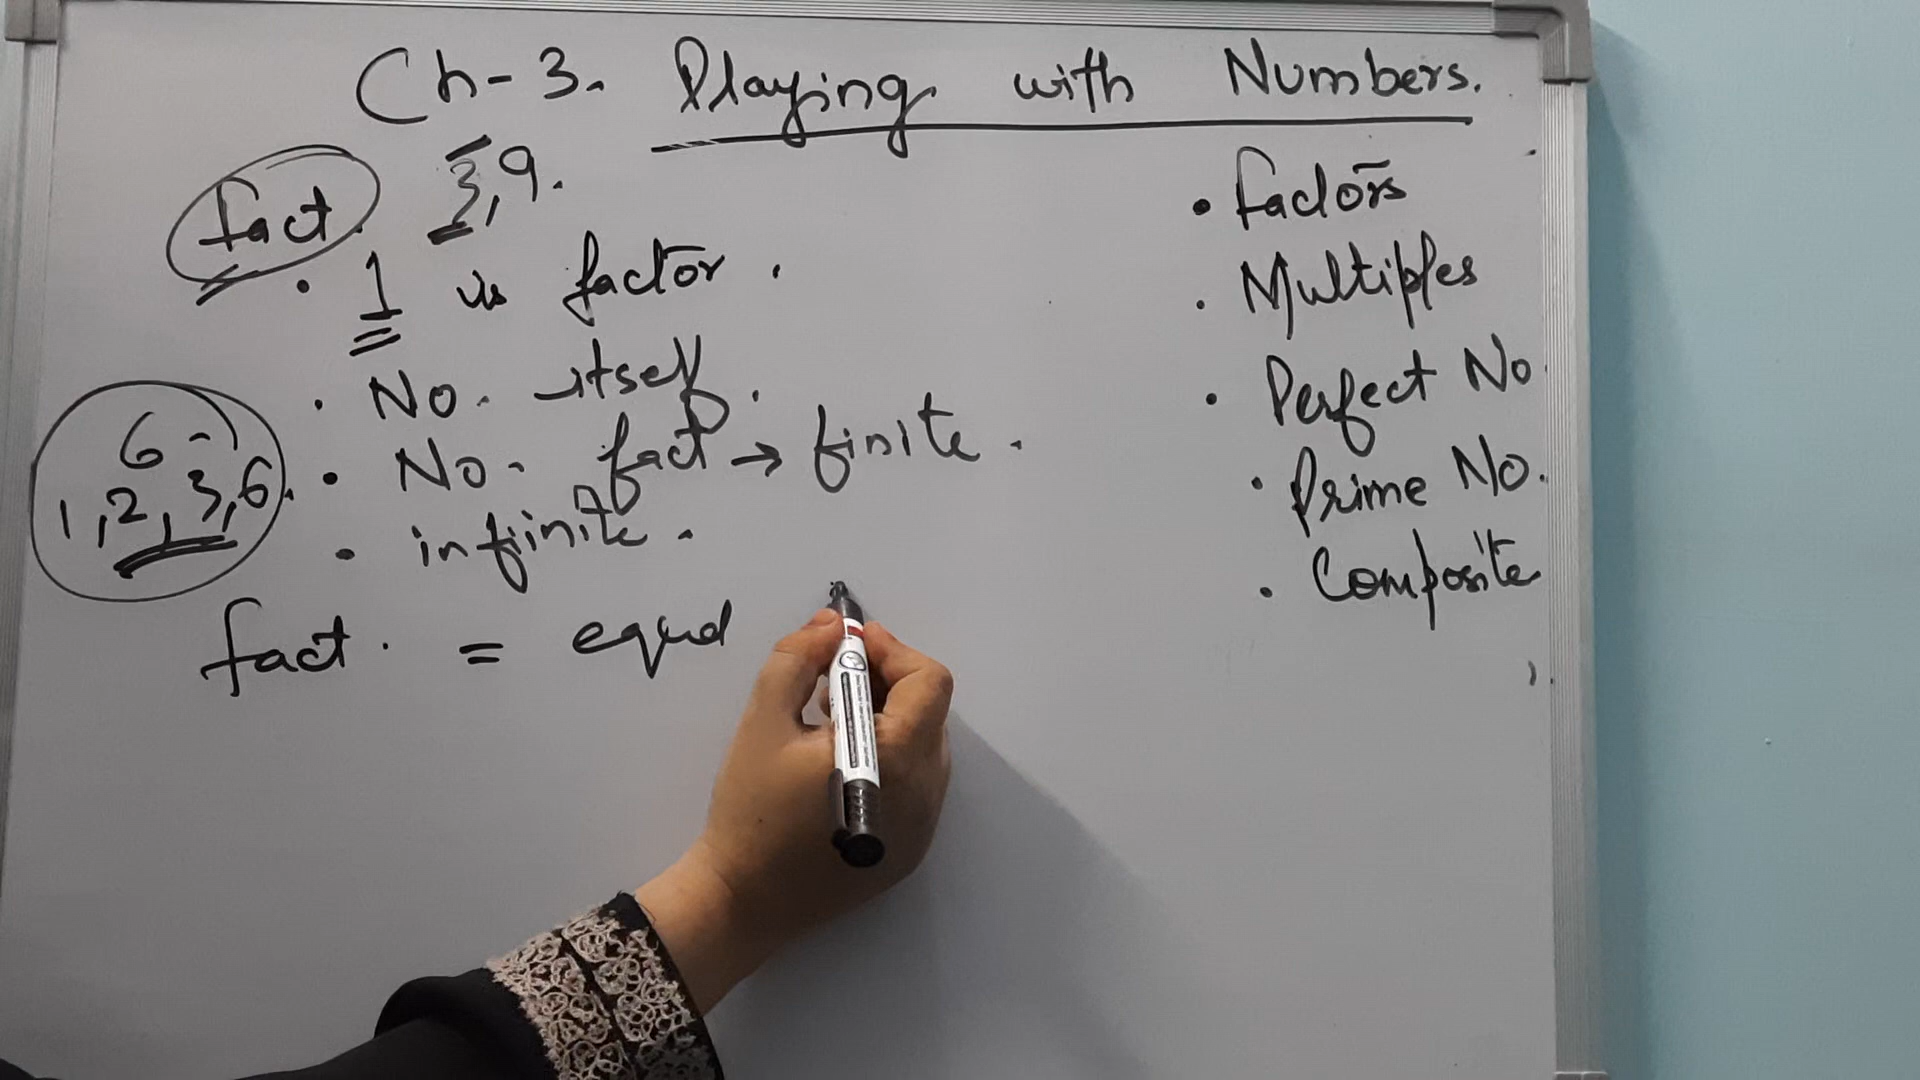 Ch-3. Playing with Numbers.
fact. 3,9.
. 1 is factor.
. No. itself.
. No. fact → finite.
. infinite.
6 -
1,2,3,6.
fact. = equal
. factors
. Multiples
. Perfect No.
. Prime No.
. Composite